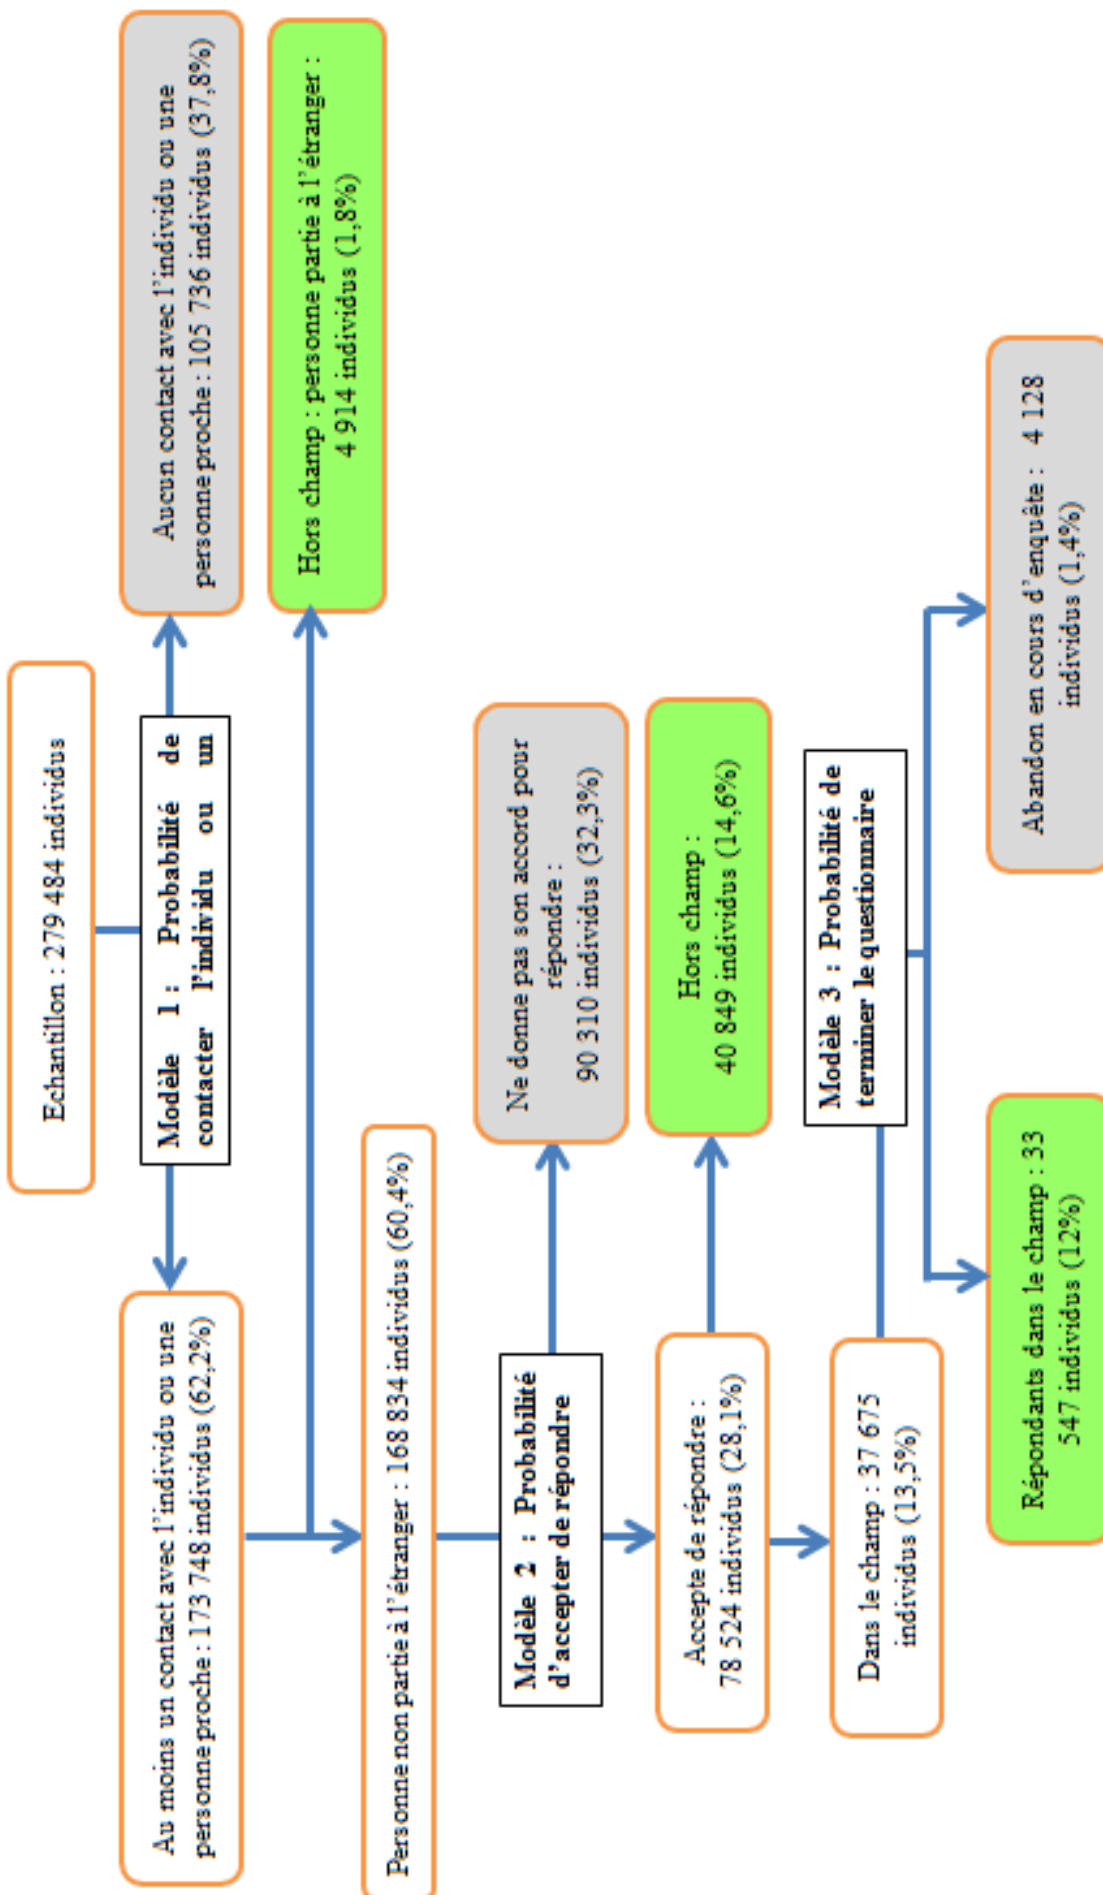 Echantillon : 279 484 individus
Modèle 1 : Probabilité de
contacter l'individu ou un
Au moins un contact avec l'individu ou une
personne proche : 173 748 individus (62,2%)
Aucun contact avec l'individu ou une
personne proche : 105 736 individus (37,8%)
Hors champ : personne partie à l'étranger :
4 914 individus (1,8%)
Personne non partie à l'étranger : 168 834 individus (60,4%)
Modèle 2 : Probabilité
d'accepter de répondre
Ne donne pas son accord pour
répondre :
90 310 individus (32,3%)
Accepte de répondre :
78 524 individus (28,1%)
Hors champ :
40 849 individus (14,6%)
Dans le champ : 37 675
individus (13,5%)
Modèle 3 : Probabilité de
terminer le questionnaire
Répondants dans le champ : 33
547 individus (12%)
Abandon en cours d'enquête : 4 128
individus (1,4%)